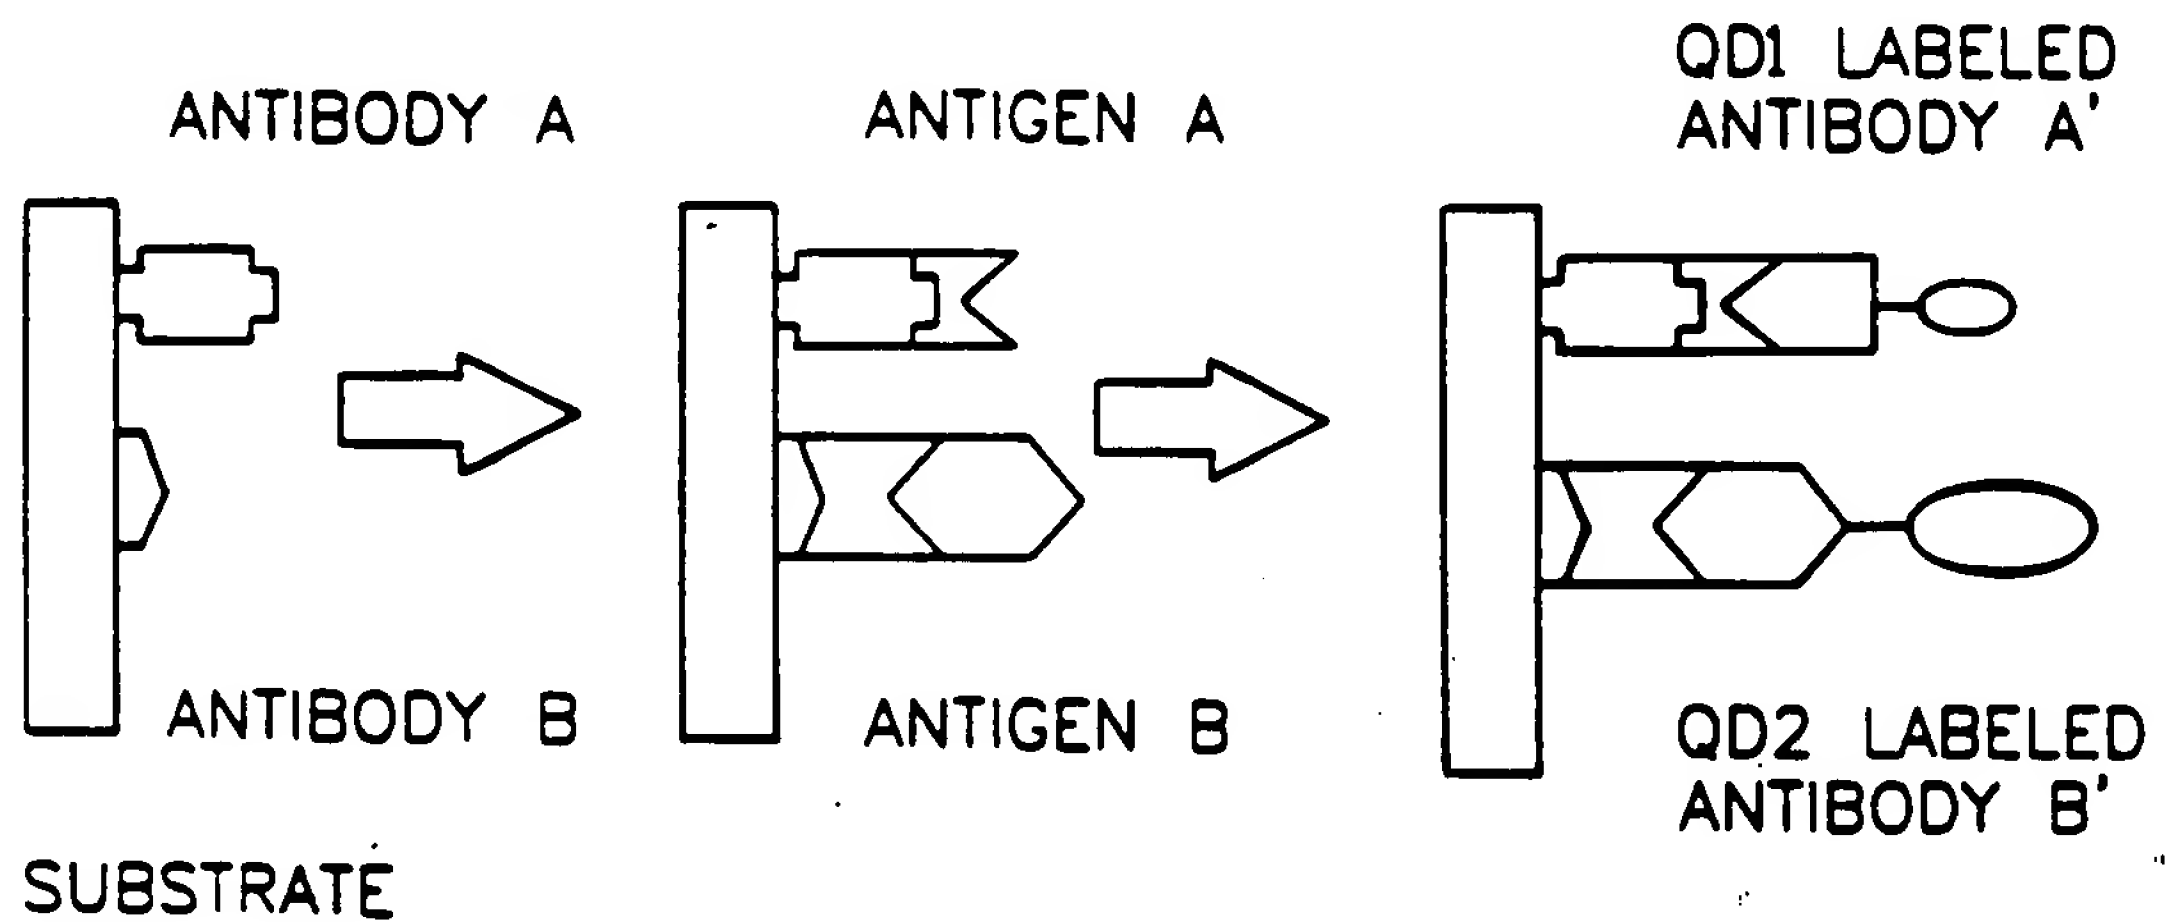 ANTIBODY A
ANTIGEN A
QD1 LABELED
ANTIBODY A'
ANTIBODY B
ANTIGEN B
QD2 LABELED
ANTIBODY B'
SUBSTRATE